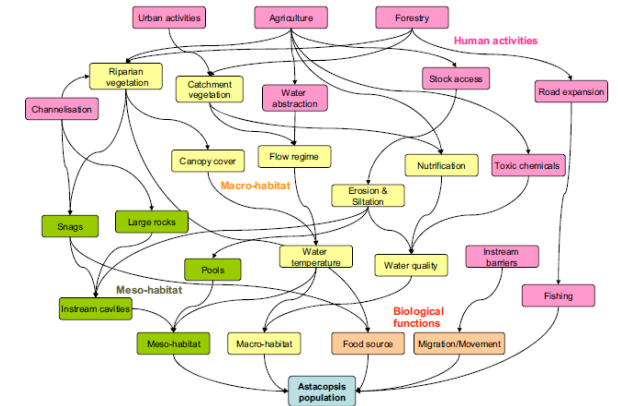 Urban activities
Agriculture
Forestry
Human activities
Riparian
vegetation
Catchment
vegetation
Water
abstraction
Stock access
Road expansion
Channelisation
Canopy cover
Flow regime
Nutrification
Toxic chemicals
Macro-habitat
Erosion &
Siltation
Snags
Large rocks
Water
temperature
Water quality
Instream
barriers
Pools
Meso-habitat
Instream cavities
Fishing
Biological
functions
Meso-habitat
Macro-habitat
Food source
Migration/Movement
Astacopsis
population